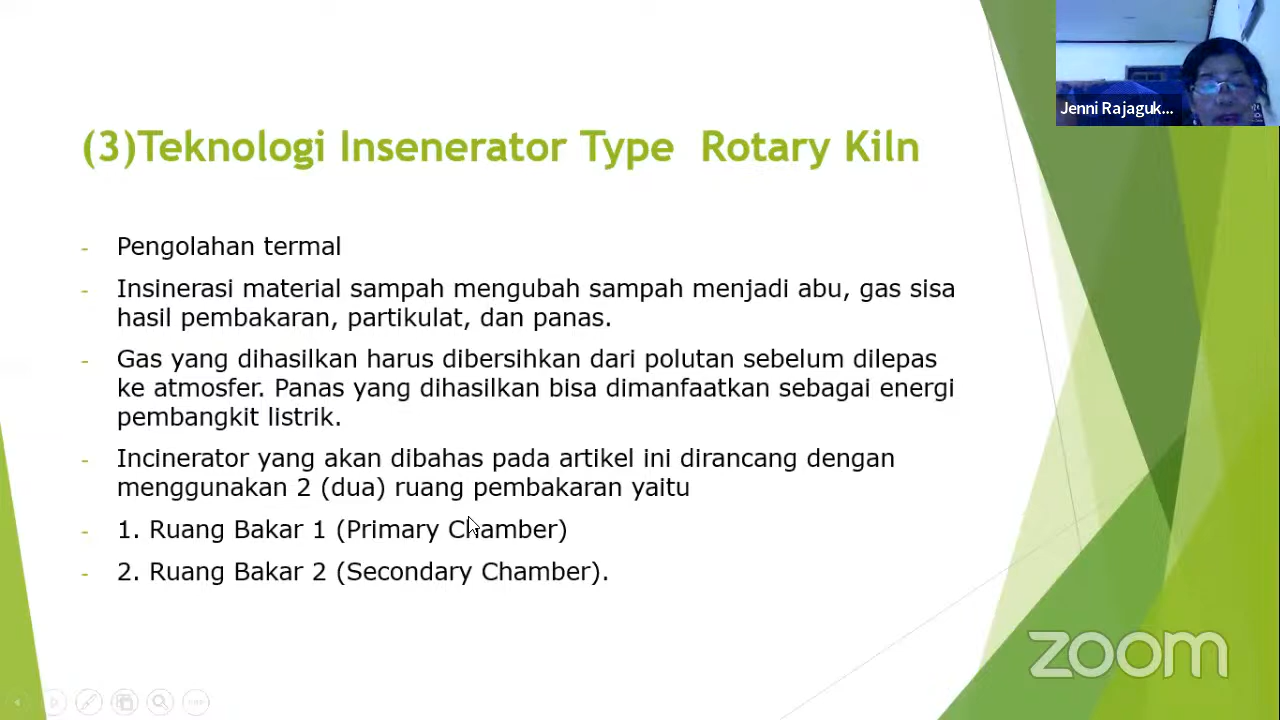 Jenni Rajaguk...
(3)Teknologi Insenerator Type Rotary Kiln
- Pengolahan termal
- Insinerasi material sampah mengubah sampah menjadi abu, gas sisa
hasil pembakaran, partikulat, dan panas.
- Gas yang dihasilkan harus dibersihkan dari polutan sebelum dilepas
ke atmosfer. Panas yang dihasilkan bisa dimanfaatkan sebagai energi
pembangkit listrik.
- Incinerator yang akan dibahas pada artikel ini dirancang dengan
menggunakan 2 (dua) ruang pembakaran yaitu
- 1. Ruang Bakar 1 (Primary Chamber)
- 2. Ruang Bakar 2 (Secondary Chamber).
zoom